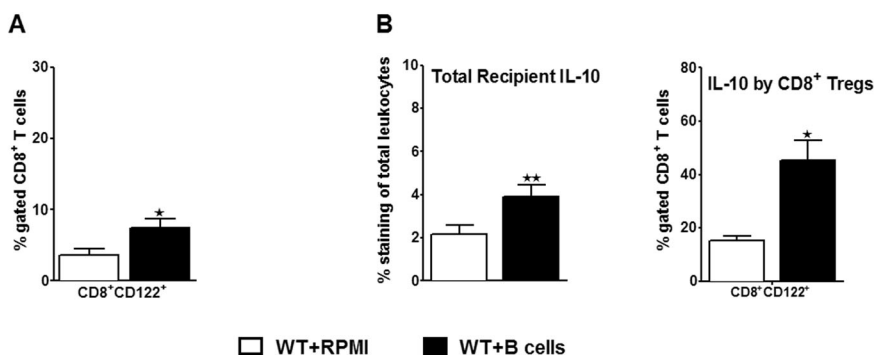 A
% gated CD8⁺ T cells
30
20
10
0
★
CD8⁺CD122⁺
B
% staining of total leukocytes
10
8
6
4
2
0
Total Recipient IL-10
★★
% gated CD8⁺ T cells
80
60
40
20
0
IL-10 by CD8⁺ Tregs
★
CD8⁺CD122⁺
WT+RPMI
WT+B cells